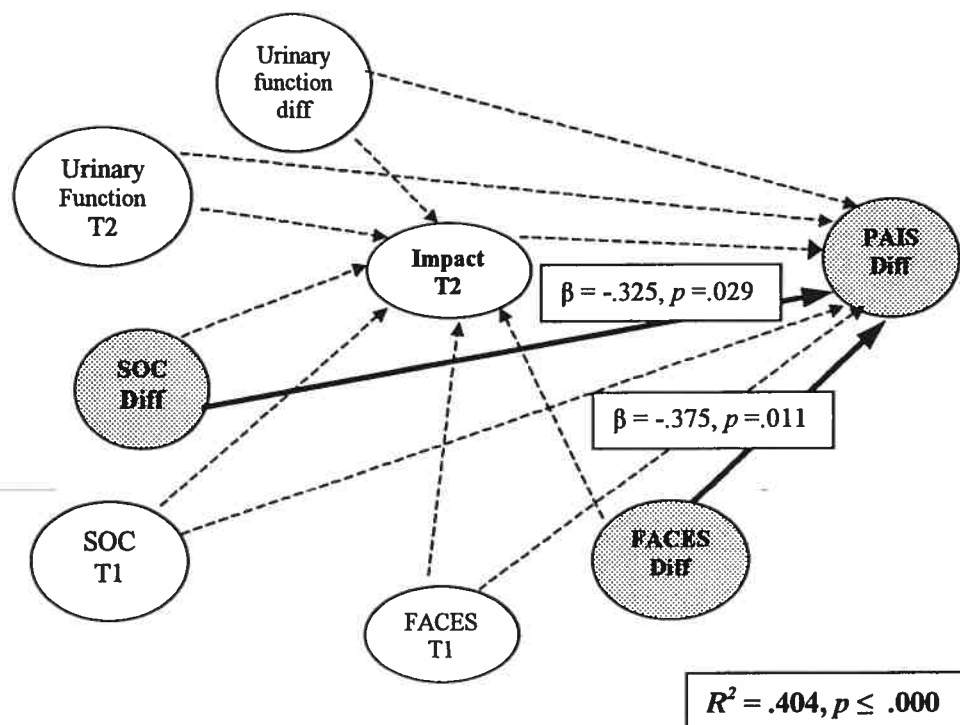 Urinary
function
diff
Urinary
Function
T2
PAIS
Diff
Impact
T2
β = -.325, p =.029
SOC
Diff
β = -.375, p =.011
SOC
T1
FACES
Diff
FACES
T1
R² = .404, p ≤ .000